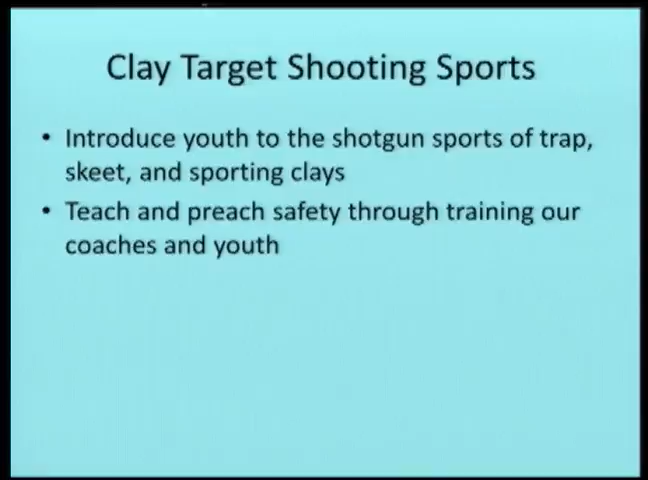 Clay Target Shooting Sports
• Introduce youth to the shotgun sports of trap,
skeet, and sporting clays
• Teach and preach safety through training our
coaches and youth